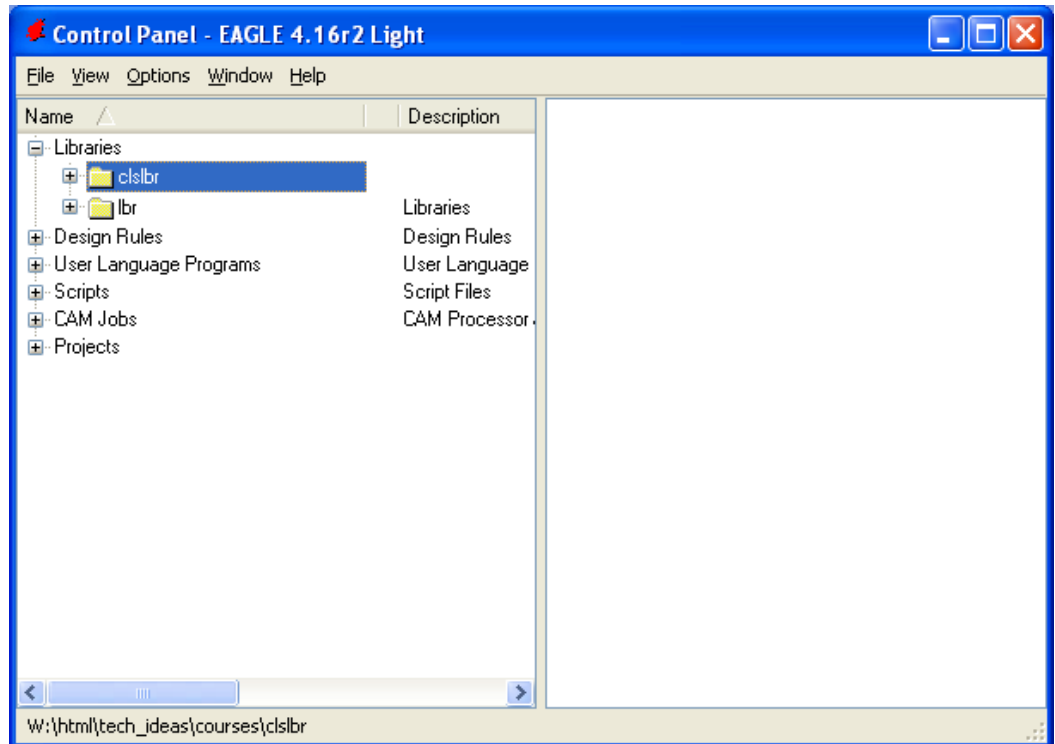 Control Panel - EAGLE 4.16r2 Light
File View Options Window Help
Name Description
Libraries
clslbr
lbr Libraries
Design Rules Design Rules
User Language Programs User Language
Scripts Script Files
CAM Jobs CAM Processor
Projects
W:\html\tech_ideas\courses\clslbr